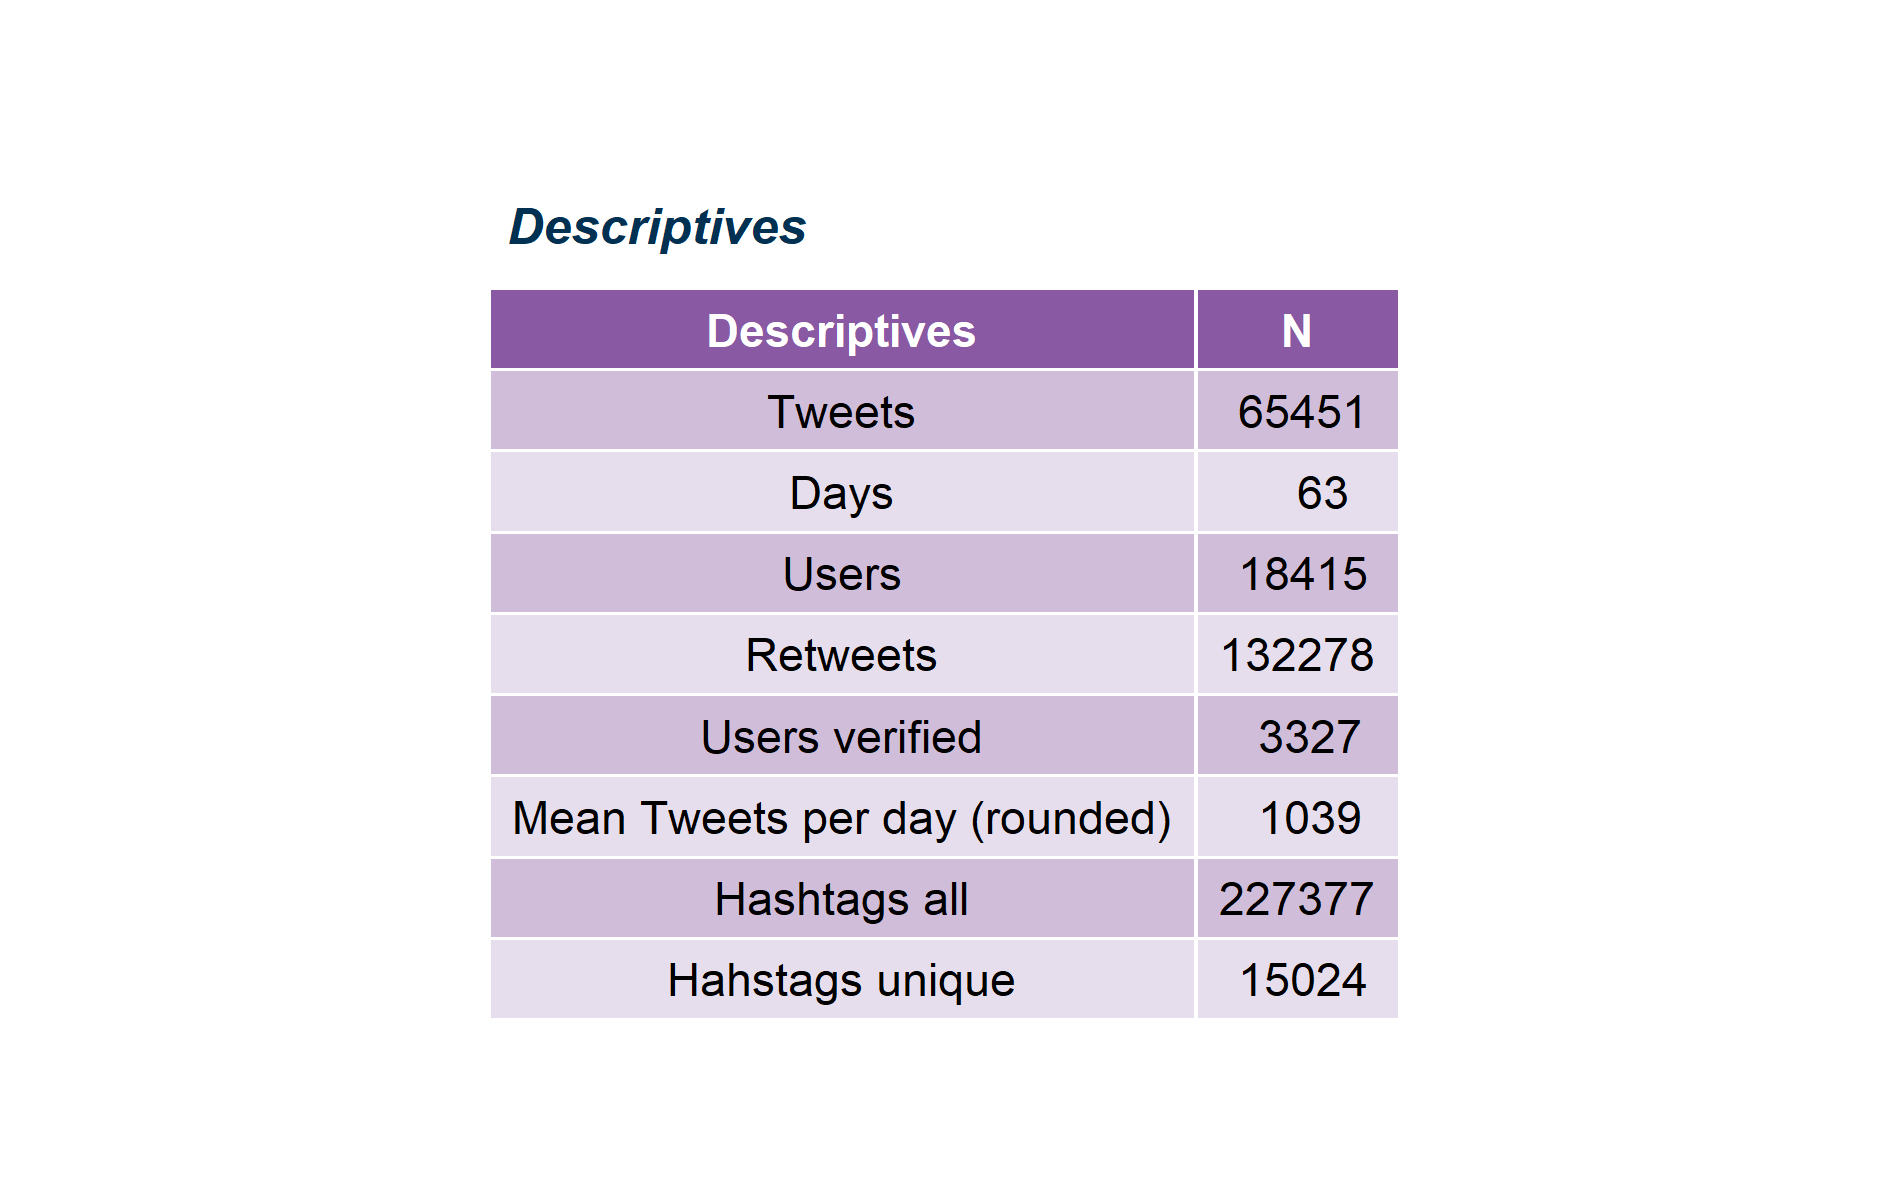 Descriptives
Descriptives N
Tweets 65451
Days 63
Users 18415
Retweets 132278
Users verified 3327
Mean Tweets per day (rounded) 1039
Hashtags all 227377
Hahstags unique 15024